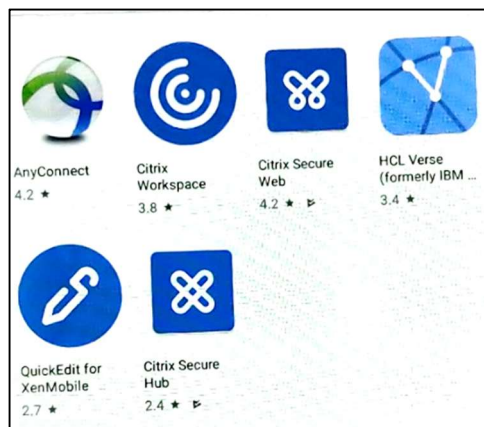 AnyConnect
4.2 ★
Citrix
Workspace
3.8 ★
Citrix Secure
Web
4.2 ★
HCL Verse
(formerly IBM ...
3.4 ★
QuickEdit for
XenMobile
2.7 ★
Citrix Secure
Hub
2.4 ★